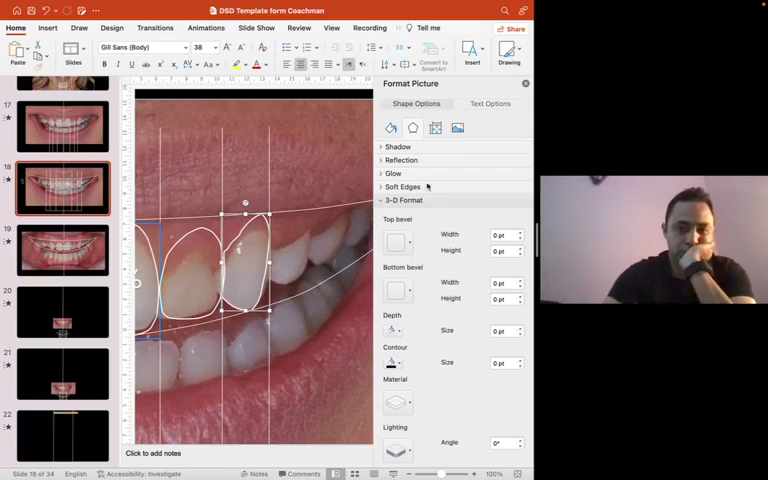 DSD Template form Coachman
Home Insert Draw Design Transitions Animations Slide Show Review View Recording Tell me Share
Paste Slides Gill Sans (Body) 38 Convert to SmartArt Insert Drawing
B I U
Format Picture
Shape Options Text Options
Shadow
Reflection
Glow
Soft Edges
3-D Format
Top bevel
Width 0 pt
Height 0 pt
Bottom bevel
Width 0 pt
Height 0 pt
Depth
Size 0 pt
Contour
Size 0 pt
Material
Lighting
Angle 0°
17
18
19
20
21
22
Click to add notes
Slide 18 of 34 English Accessibility: Investigate Notes Comments 100%